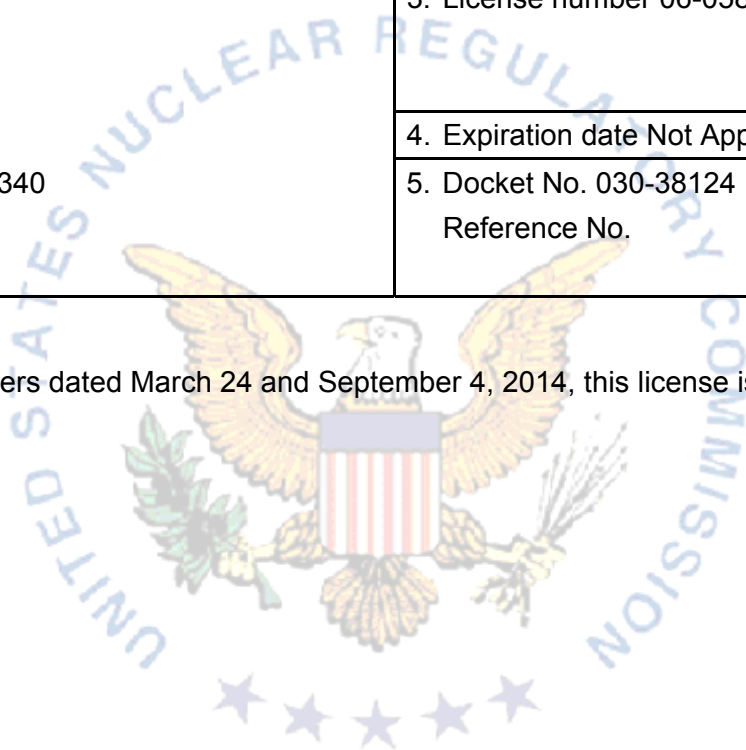 3. License number 06-058
4. Expiration date Not App
340
5. Docket No. 030-38124
Reference No.
ers dated March 24 and September 4, 2014, this license is
UNITED STATES NUCLEAR REGULATORY COMMISSION